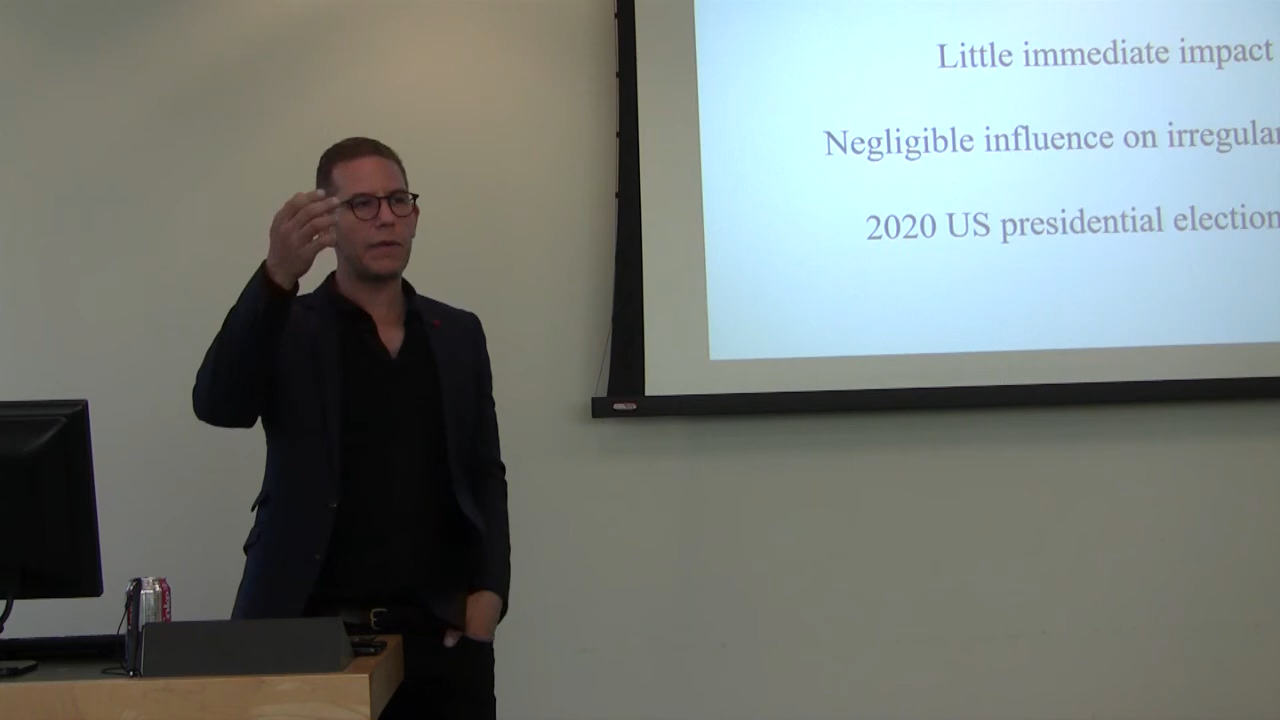 Little immediate impact
Negligible influence on irregular
2020 US presidential election